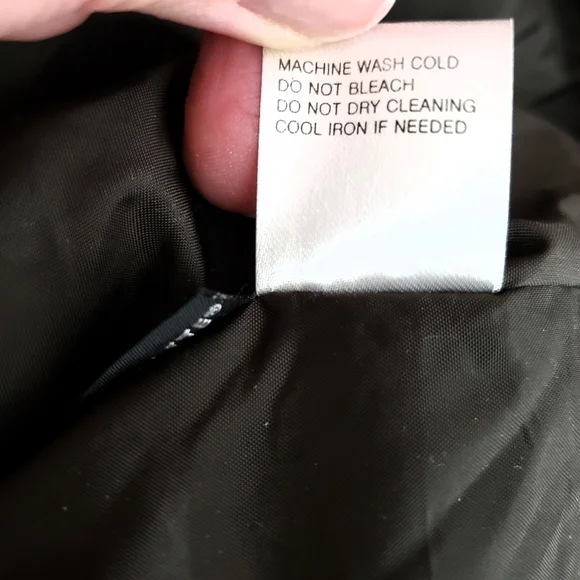 MACHINE WASH COLD
DO NOT BLEACH
DO NOT DRY CLEANING
COOL IRON IF NEEDED